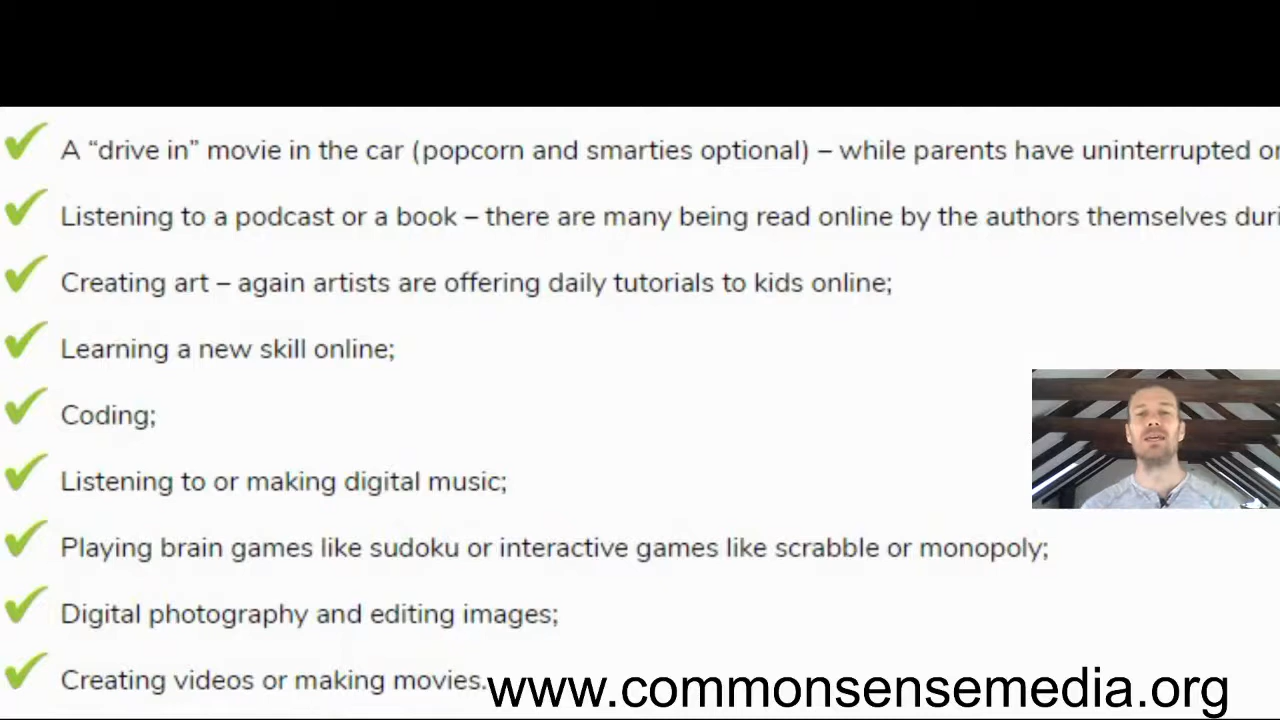 A “drive in” movie in the car (popcorn and smarties optional) – while parents have uninterrupted
Listening to a podcast or a book – there are many being read online by the authors themselves
Creating art – again artists are offering daily tutorials to kids online;
Learning a new skill online;
Coding;
Listening to or making digital music;
Playing brain games like sudoku or interactive games like scrabble or monopoly;
Digital photography and editing images;
Creating videos or making movies.
www.commonsensemedia.org